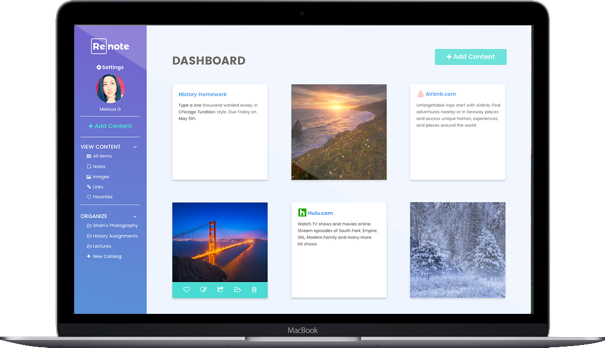 Renote
Settings
Melissa G
+ Add Content
VIEW CONTENT
All Items
Notes
Images
Links
Favorites
ORGANIZE
Shari's Photography
History Assignments
Lectures
New Catalog
DASHBOARD
+ Add Content
History Homework
Type a one thousand worded essay, in
Chicago Turabian style. Due Friday on
May 5th.
Airbnb.com
Unforgettable trips start with Airbnb. Find
adventures nearby or in faraway places
and access unique homes, experiences,
and places around the world.
Hulu.com
Watch TV shows and movies online
Stream episodes of South Park, Empire,
SNL, Modern Family and many more
hit shows
MacBook